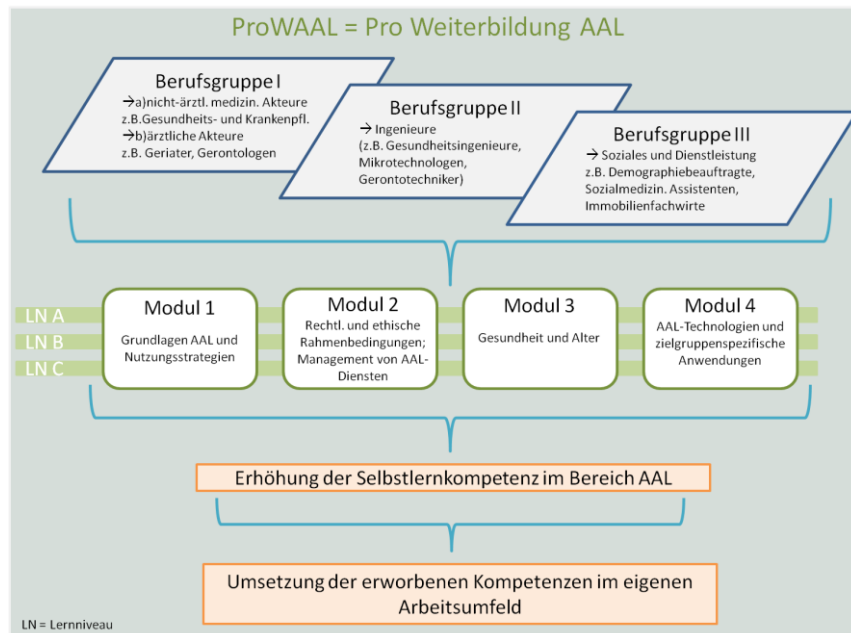 ProWAAL = Pro Weiterbildung AAL
Berufsgruppe I
→a)nicht-ärztl. medizin. Akteure
z.B.Gesundheits- und Krankenpfl.
→b)ärztliche Akteure
z.B. Geriater, Gerontologen
Berufsgruppe II
→ Ingenieure
(z.B. Gesundheitsingenieure,
Mikrotechnologen,
Gerontotechniker)
Berufsgruppe III
→ Soziales und Dienstleistung
z.B. Demographiebeauftragte,
Sozialmedizin. Assistenten,
Immobilienfachwirte
LN A
LN B
LN C
Modul 1
Grundlagen AAL und
Nutzungsstrategien
Modul 2
Rechtl. und ethische
Rahmenbedingungen;
Management von AAL-
Diensten
Modul 3
Gesundheit und Alter
Modul 4
AAL-Technologien und
zielgruppenspezifische
Anwendungen
Erhöhung der Selbstlernkompetenz im Bereich AAL
Umsetzung der erworbenen Kompetenzen im eigenen
Arbeitsumfeld
LN = Lernniveau